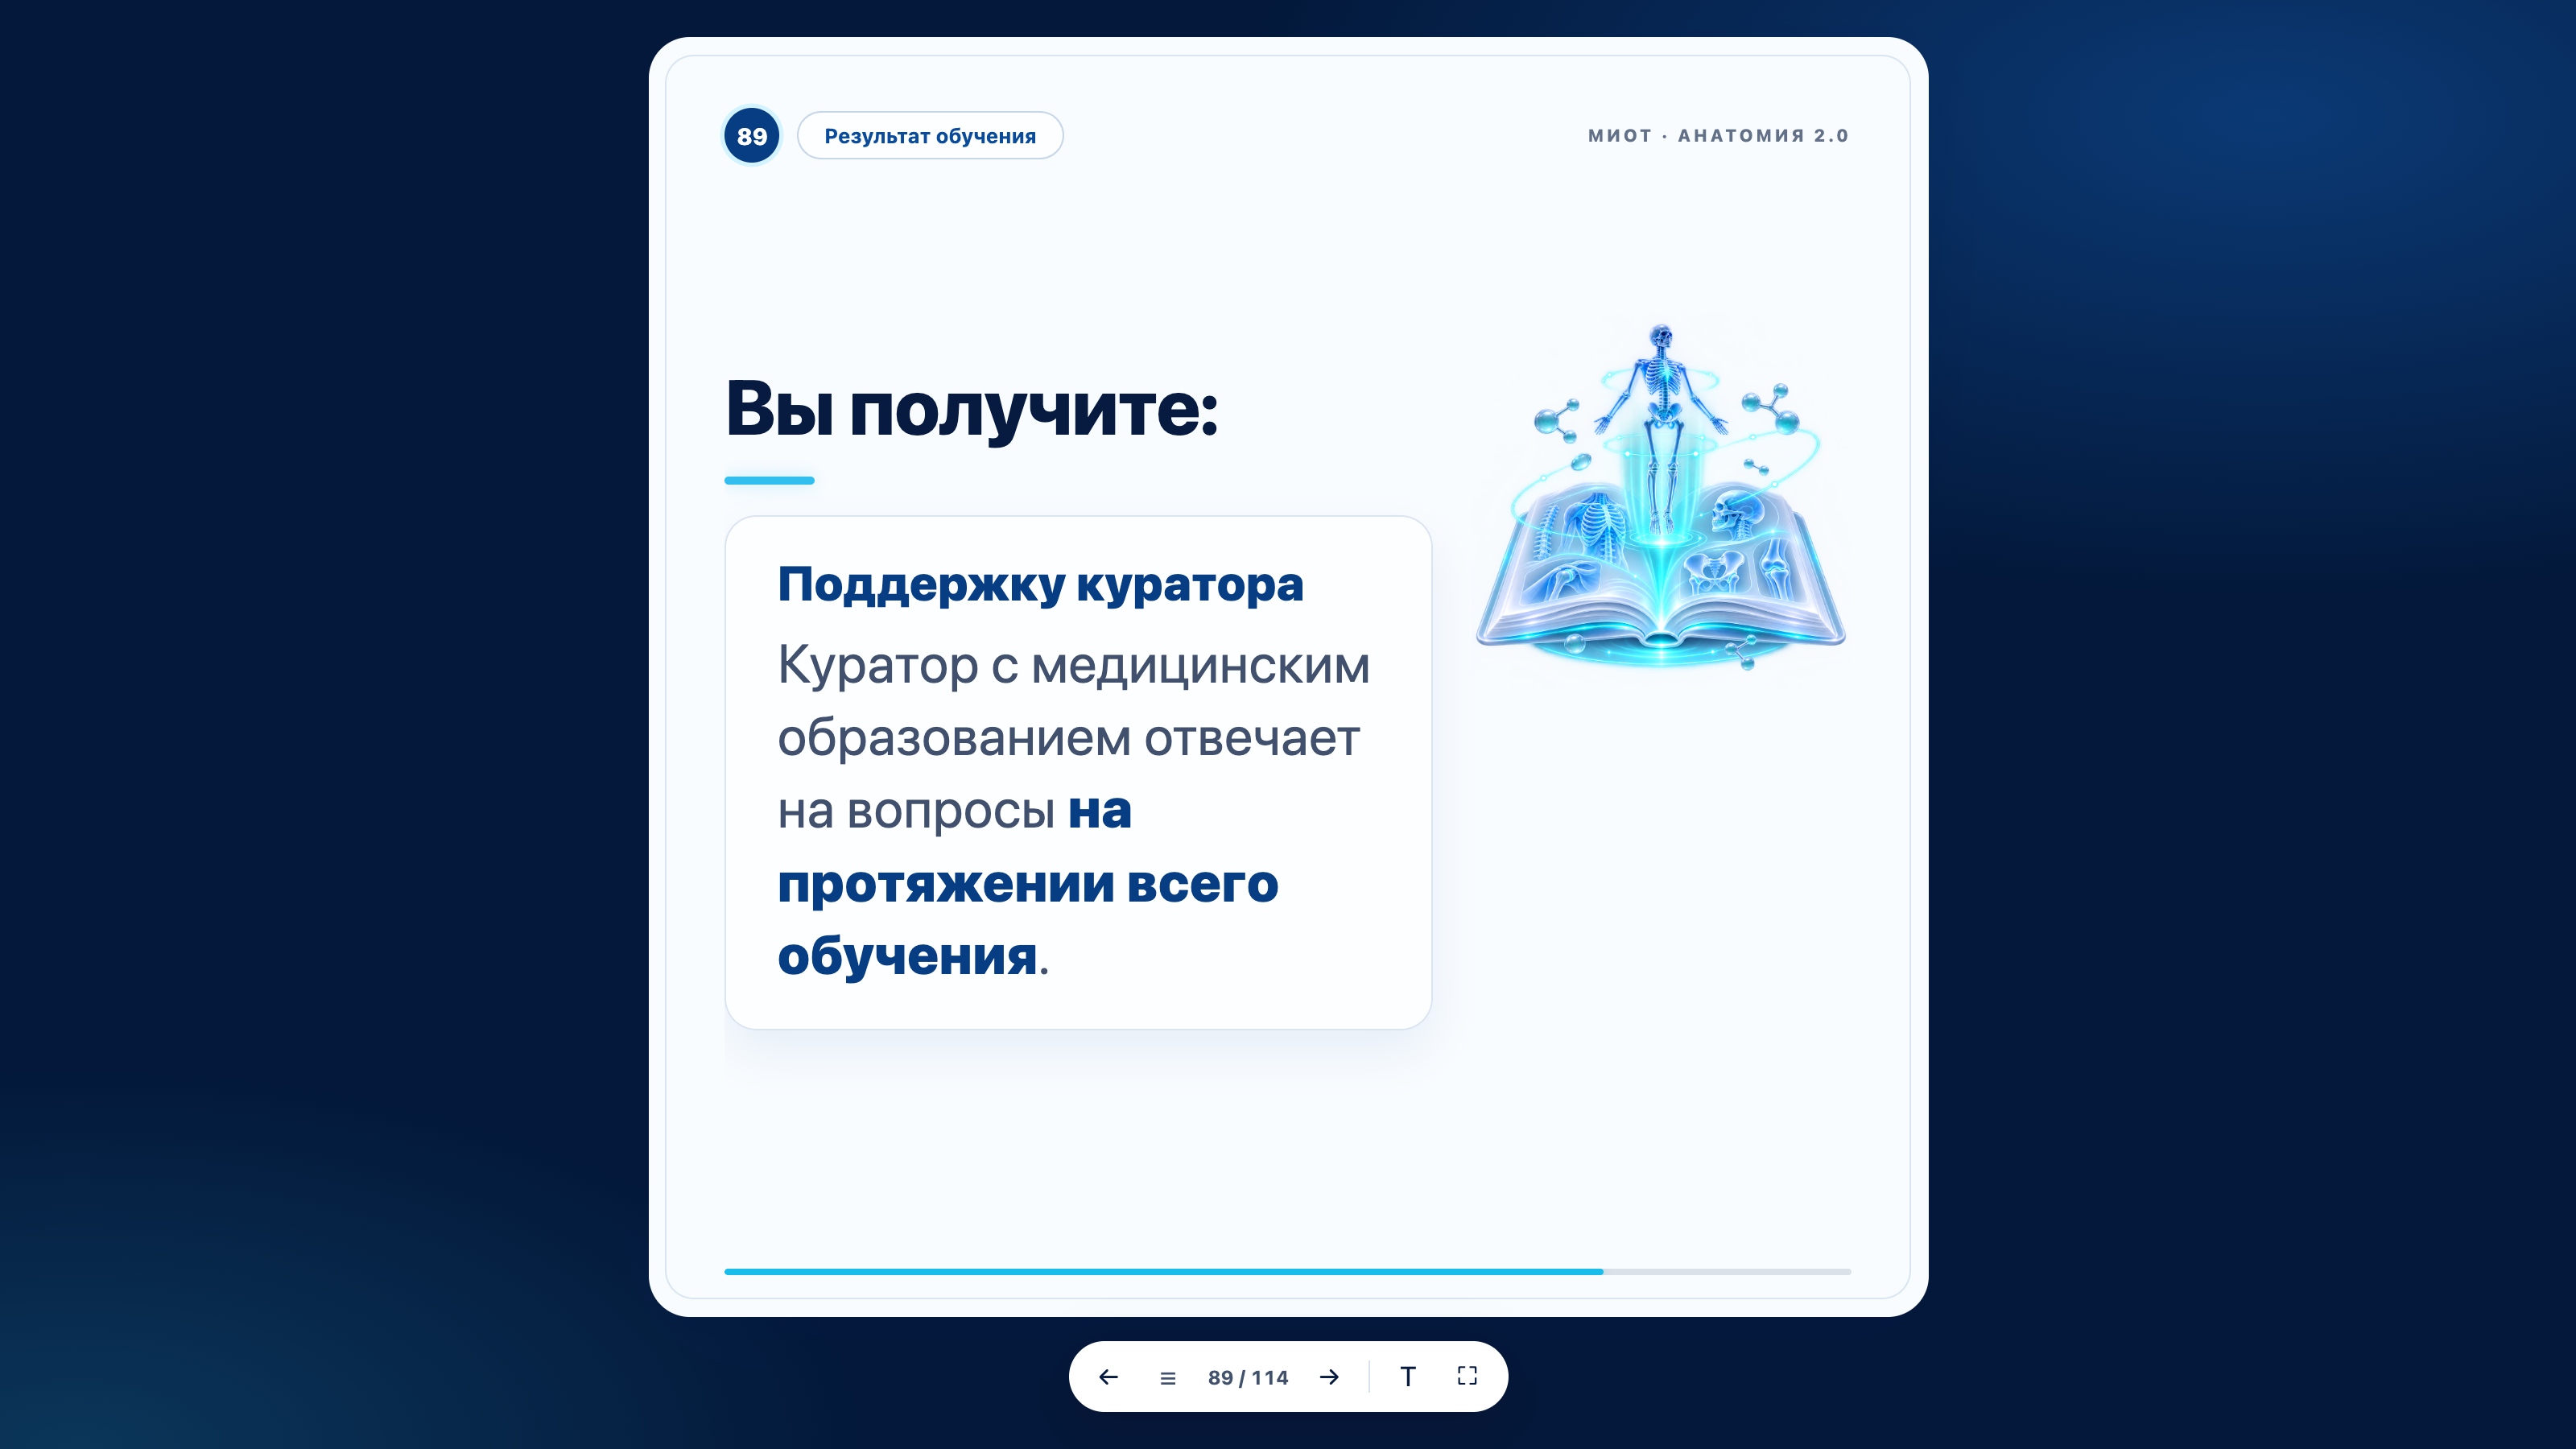 89
Результат обучения
МИОТ · АНАТОМИЯ 2.0
Вы получите:
Поддержку куратора
Куратор с медицинским
образованием отвечает
на вопросы на
протяжении всего
обучения.
89 / 114
T